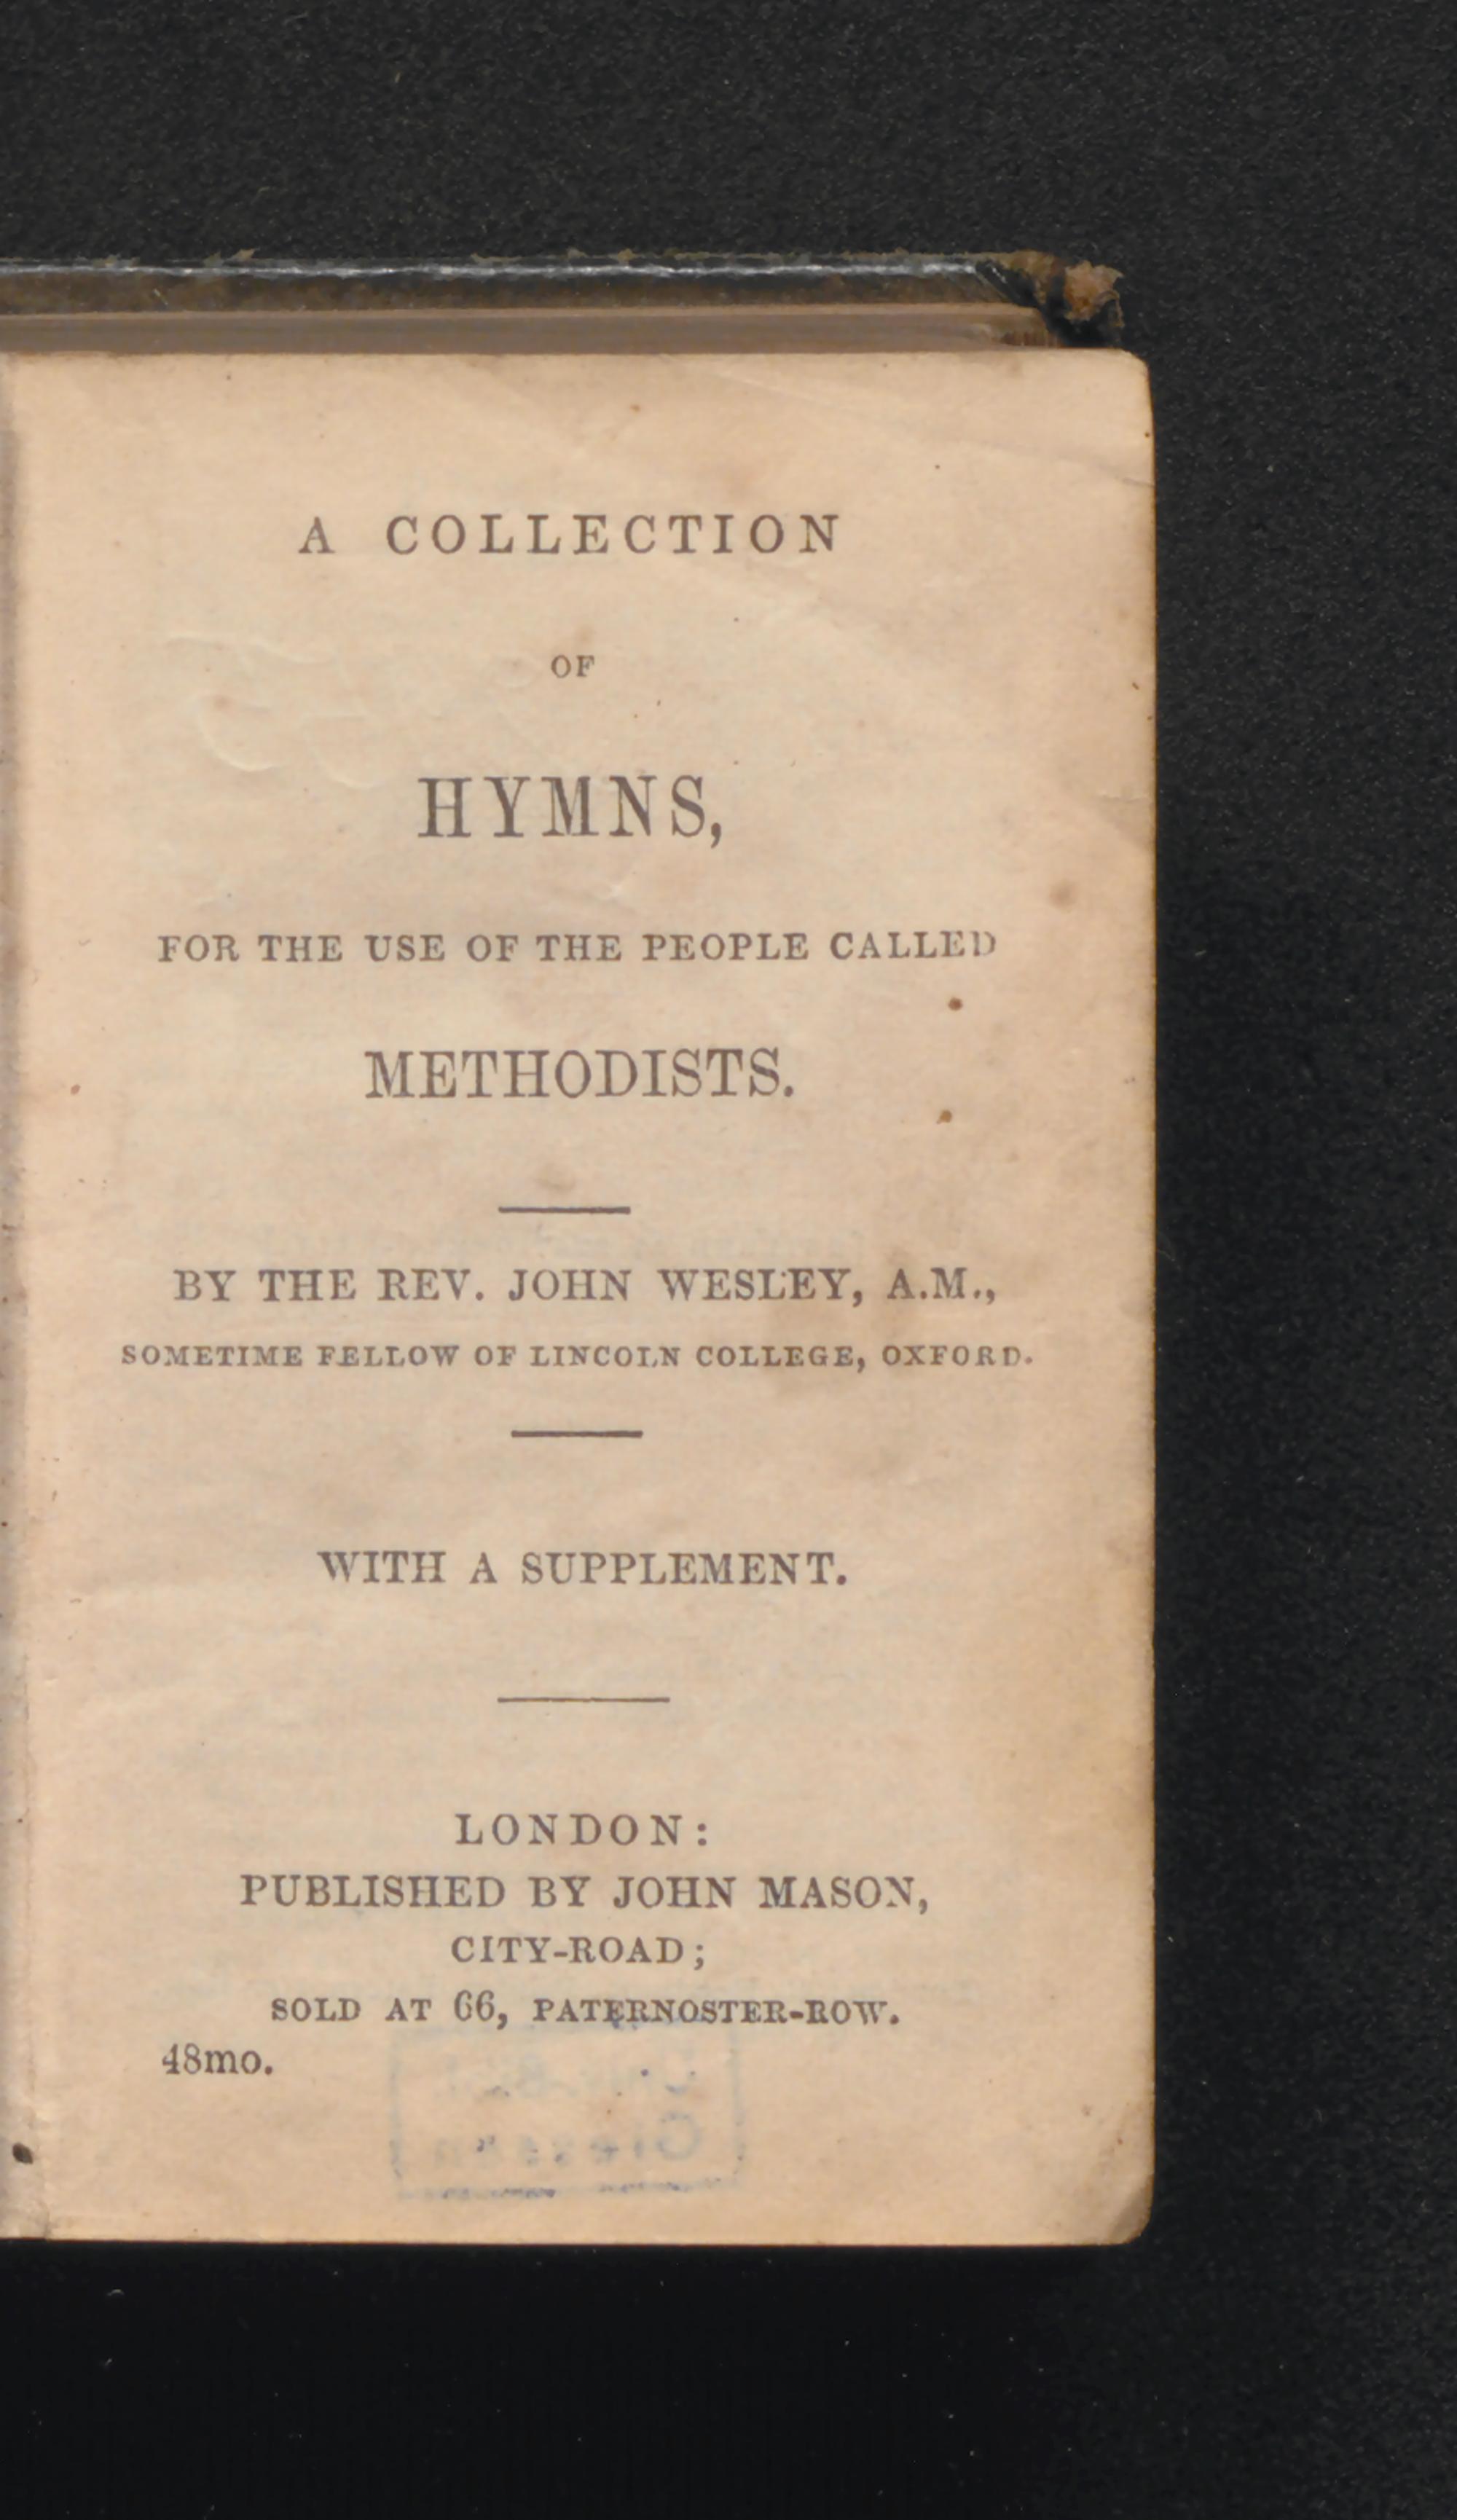 A COLLECTION
OF
HYMNS,
FOR THE USE OF THE PEOPLE CALLED
METHODISTS.
BY THE REV. JOHN WESLEY, A.M.,
SOMETIME FELLOW OF LINCOLN COLLEGE, OXFORD.
WITH A SUPPLEMENT.
LONDON:
PUBLISHED BY JOHN MASON,
CITY-ROAD;
SOLD AT 66, PATERNOSTER-ROW.
48mo.